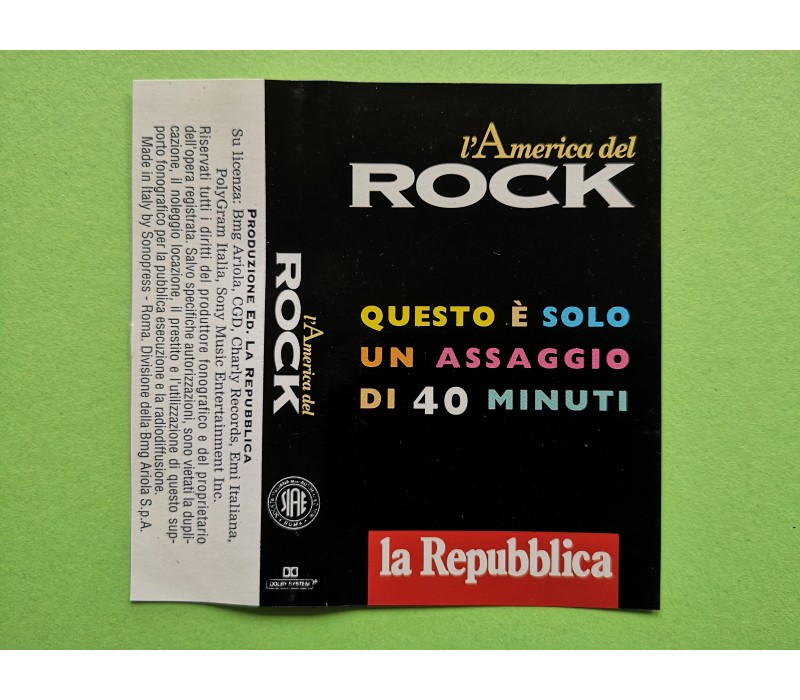 l'America del
ROCK
QUESTO È SOLO
UN ASSAGGIO
DI 40 MINUTI
la Repubblica
l'America del
ROCK
SIAE
ROMA
DOLBY SYSTEM®
PRODUZIONE ED. LA REPUBBLICA
Su licenza: Bmg Ariola, CGD, Charly Records, Emi Italiana,
PolyGram Italia, Sony Music Entertainment Inc.
Riservati tutti i diritti del produttore fonografico e del proprietario
dell'opera registrata. Salvo specifiche autorizzazioni, sono vietati la dupli-
cazione, il noleggio locazione, il prestito e l'utilizzazione di questo sup-
porto fonografico per la pubblica esecuzione e la radiodiffusione.
Made in Italy by Sonopress - Roma. Divisione della Bmg Ariola S.p.A.